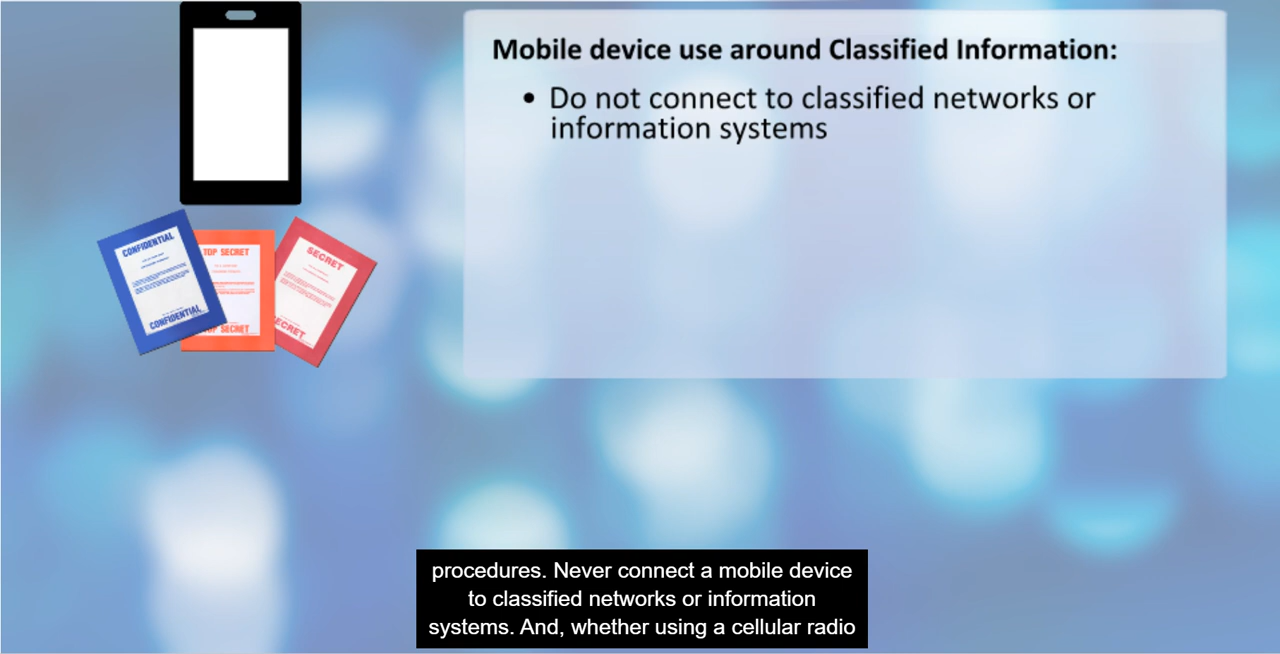 Mobile device use around Classified Information:
• Do not connect to classified networks or
information systems
CONFIDENTIAL
CONFIDENTIAL
TOP SECRET
TOP SECRET
SECRET
SECRET
procedures. Never connect a mobile device
to classified networks or information
systems. And, whether using a cellular radio